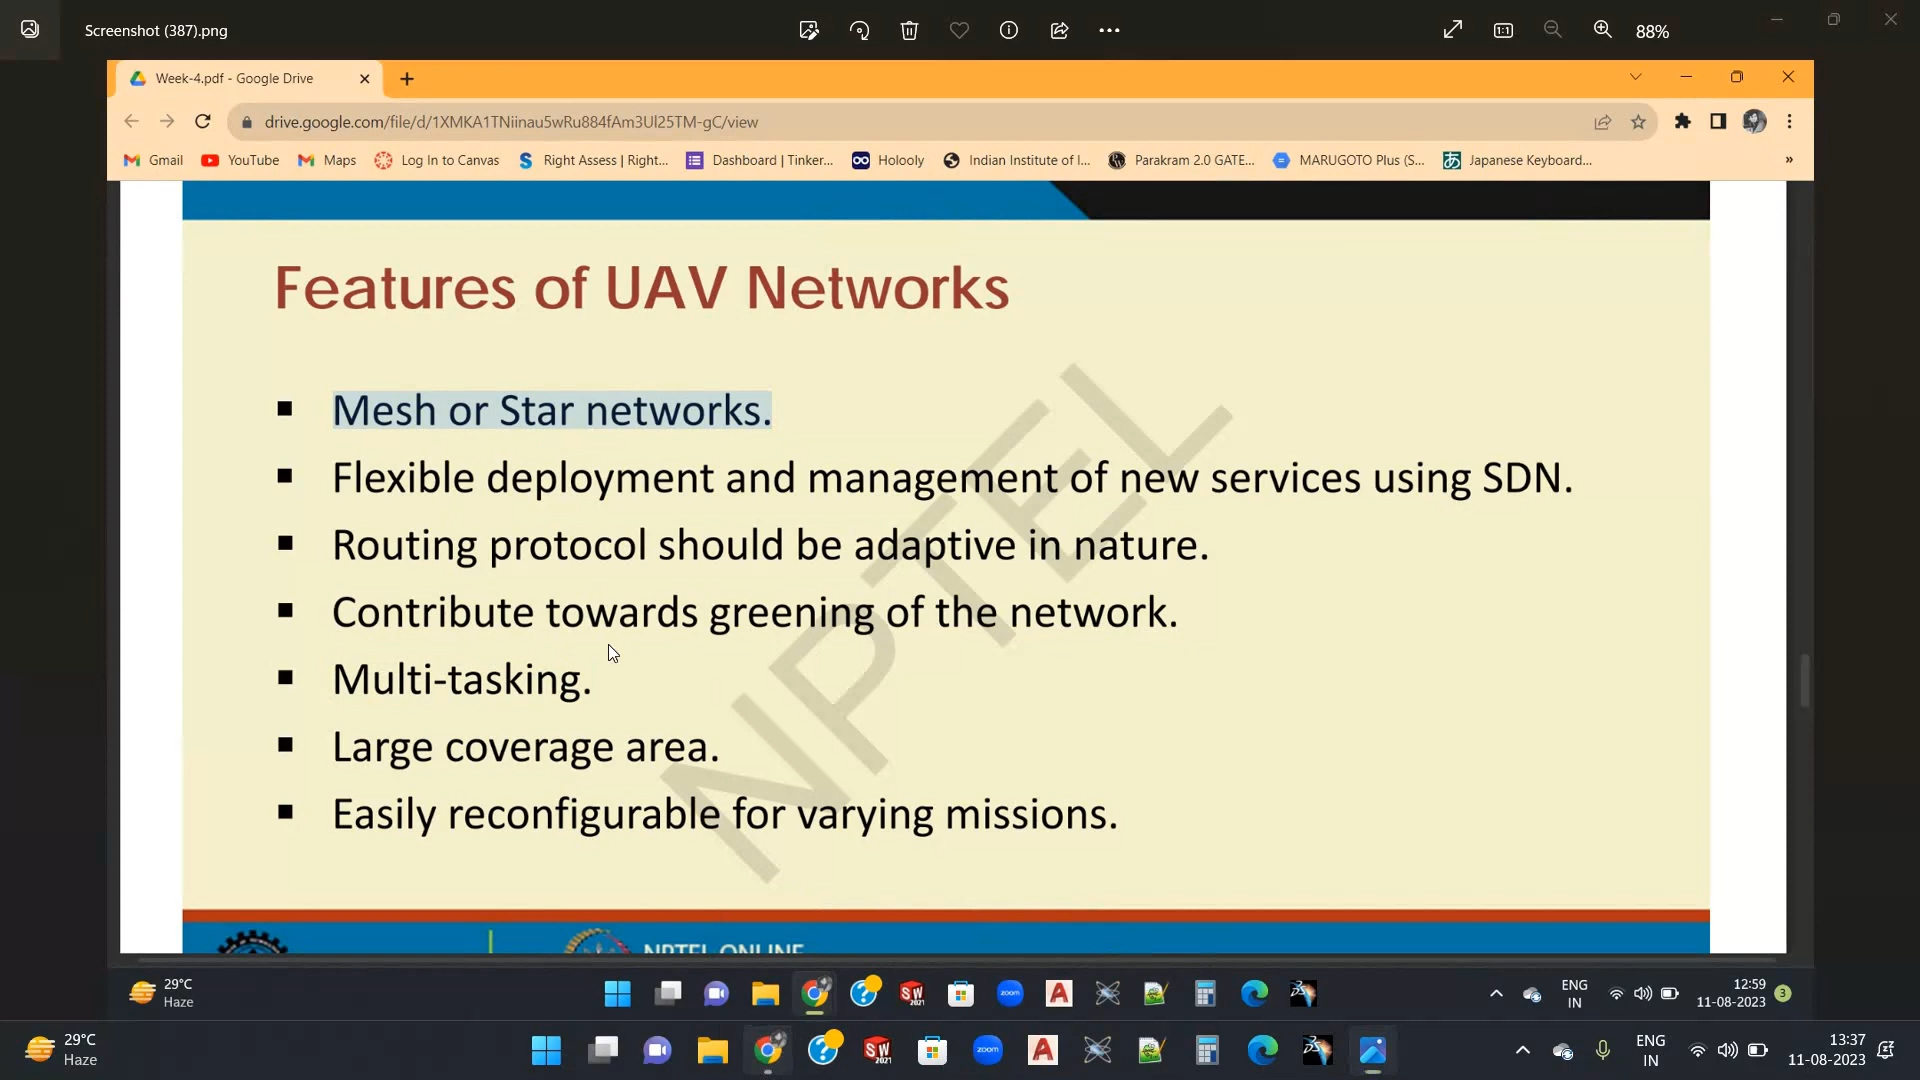 Screenshot (387).png
88%
Week-4.pdf - Google Drive
drive.google.com/file/d/1XMKA1TNiinau5wRu884fAm3Ul25TM-gC/view
Gmail YouTube Maps Log In to Canvas Right Assess | Right... Dashboard | Tinker... Holooly Indian Institute of I... Parakram 2.0 GATE... MARUGOTO Plus (S... Japanese Keyboard...
Features of UAV Networks
Mesh or Star networks.
Flexible deployment and management of new services using SDN.
Routing protocol should be adaptive in nature.
Contribute towards greening of the network.
Multi-tasking.
Large coverage area.
Easily reconfigurable for varying missions.
NPTEL
NPTEL ONLINE
29°C
Haze
ENG
IN
12:59
11-08-2023
3
29°C
Haze
ENG
IN
13:37
11-08-2023